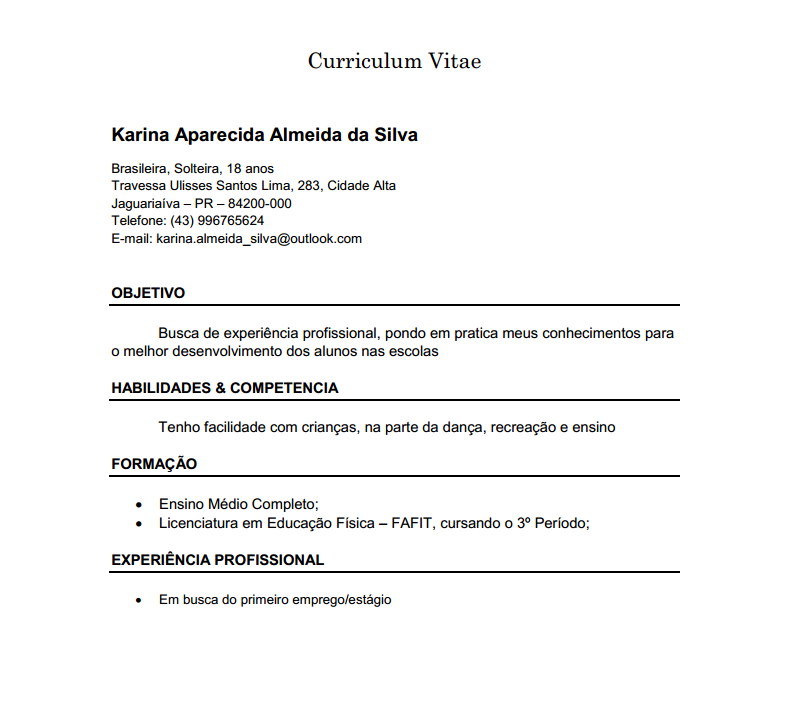 Curriculum Vitae
Karina Aparecida Almeida da Silva
Brasileira, Solteira, 18 anos
Travessa Ulisses Santos Lima, 283, Cidade Alta
Jaguariaíva – PR – 84200-000
Telefone: (43) 996765624
E-mail: karina.almeida_silva@outlook.com
OBJETIVO
Busca de experiência profissional, pondo em pratica meus conhecimentos para
o melhor desenvolvimento dos alunos nas escolas
HABILIDADES & COMPETENCIA
Tenho facilidade com crianças, na parte da dança, recreação e ensino
FORMAÇÃO
• Ensino Médio Completo;
• Licenciatura em Educação Física – FAFIT, cursando o 3º Período;
EXPERIÊNCIA PROFISSIONAL
• Em busca do primeiro emprego/estágio